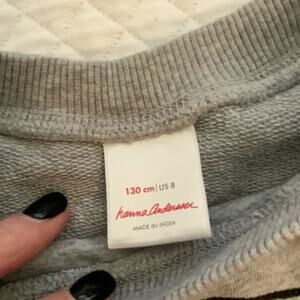 130 cm | US 8
hanna andersson
MADE IN INDIA